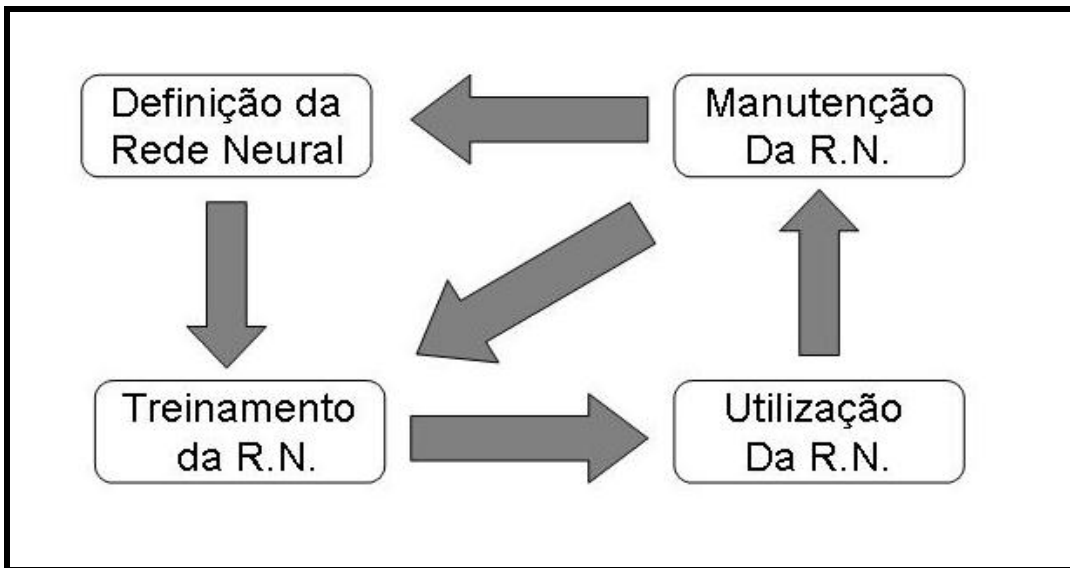 Definição da
Rede Neural
Manutenção
Da R.N.
Treinamento
da R.N.
Utilização
Da R.N.